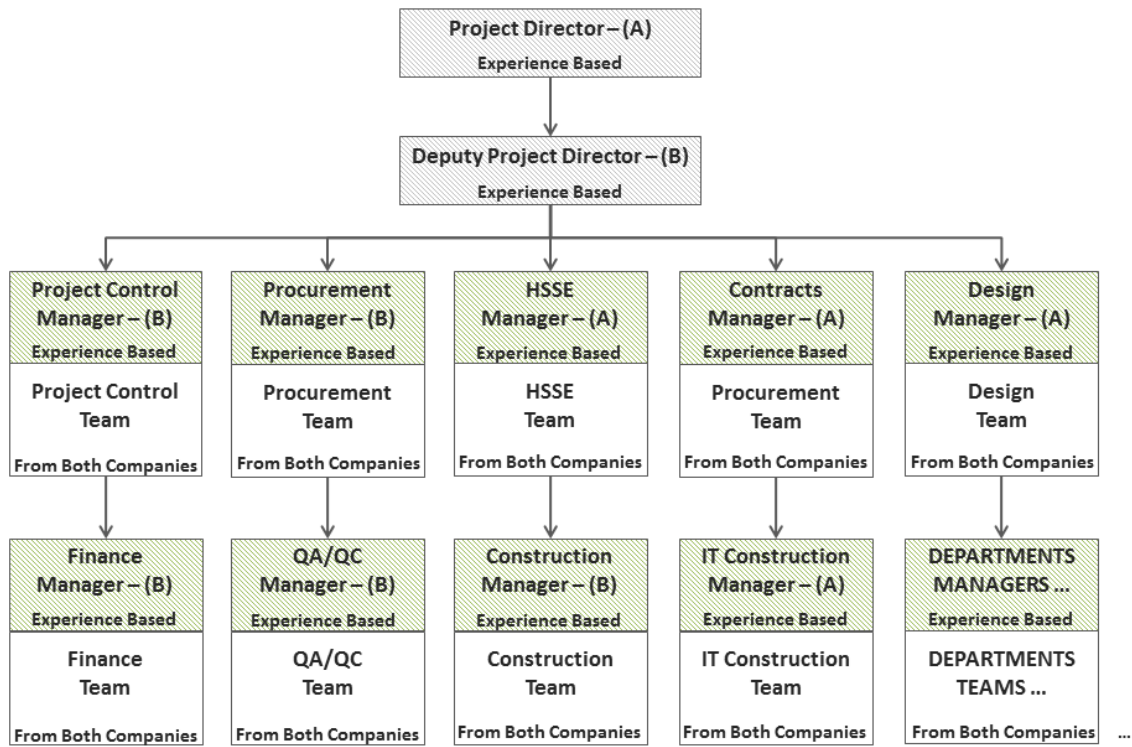 Project Director – (A)
Experience Based
Deputy Project Director – (B)
Experience Based
Project Control
Manager – (B)
Experience Based
Project Control
Team
From Both Companies
Procurement
Manager – (B)
Experience Based
Procurement
Team
From Both Companies
HSSE
Manager – (A)
Experience Based
HSSE
Team
From Both Companies
Contracts
Manager – (A)
Experience Based
Procurement
Team
From Both Companies
Design
Manager – (A)
Experience Based
Design
Team
From Both Companies
Finance
Manager – (B)
Experience Based
Finance
Team
From Both Companies
QA/QC
Manager – (B)
Experience Based
QA/QC
Team
From Both Companies
Construction
Manager – (B)
Experience Based
Construction
Team
From Both Companies
IT Construction
Manager – (A)
Experience Based
IT Construction
Team
From Both Companies
DEPARTMENTS
MANAGERS ...
Experience Based
DEPARTMENTS
TEAMS ...
From Both Companies
...